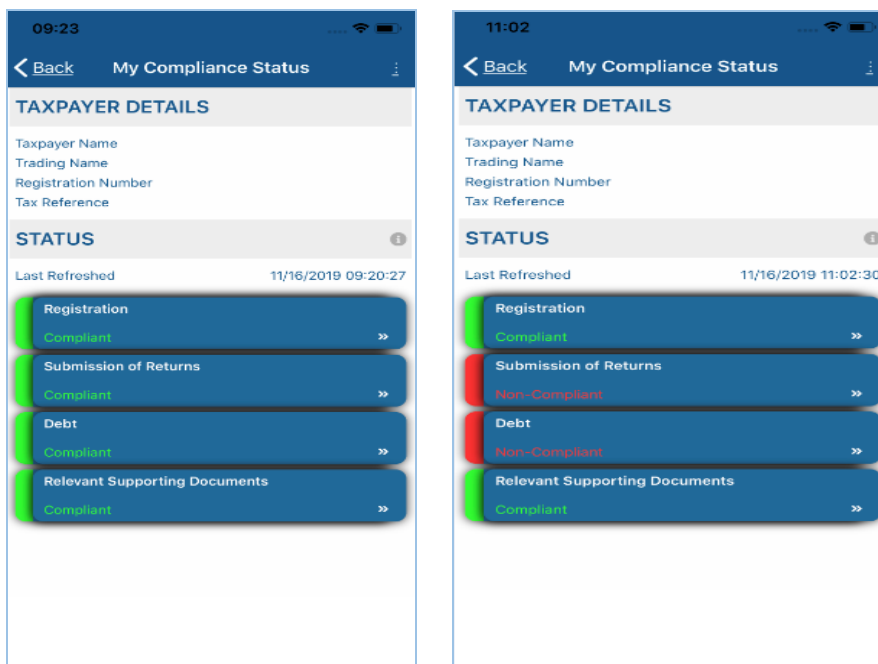 09:23
Back My Compliance Status
TAXPAYER DETAILS
Taxpayer Name
Trading Name
Registration Number
Tax Reference
STATUS
Last Refreshed 11/16/2019 09:20:27
Registration
Compliant »
Submission of Returns
Compliant »
Debt
Compliant »
Relevant Supporting Documents
Compliant »
11:02
Back My Compliance Status
TAXPAYER DETAILS
Taxpayer Name
Trading Name
Registration Number
Tax Reference
STATUS
Last Refreshed 11/16/2019 11:02:30
Registration
Compliant »
Submission of Returns
Non-Compliant »
Debt
Non-Compliant »
Relevant Supporting Documents
Compliant »